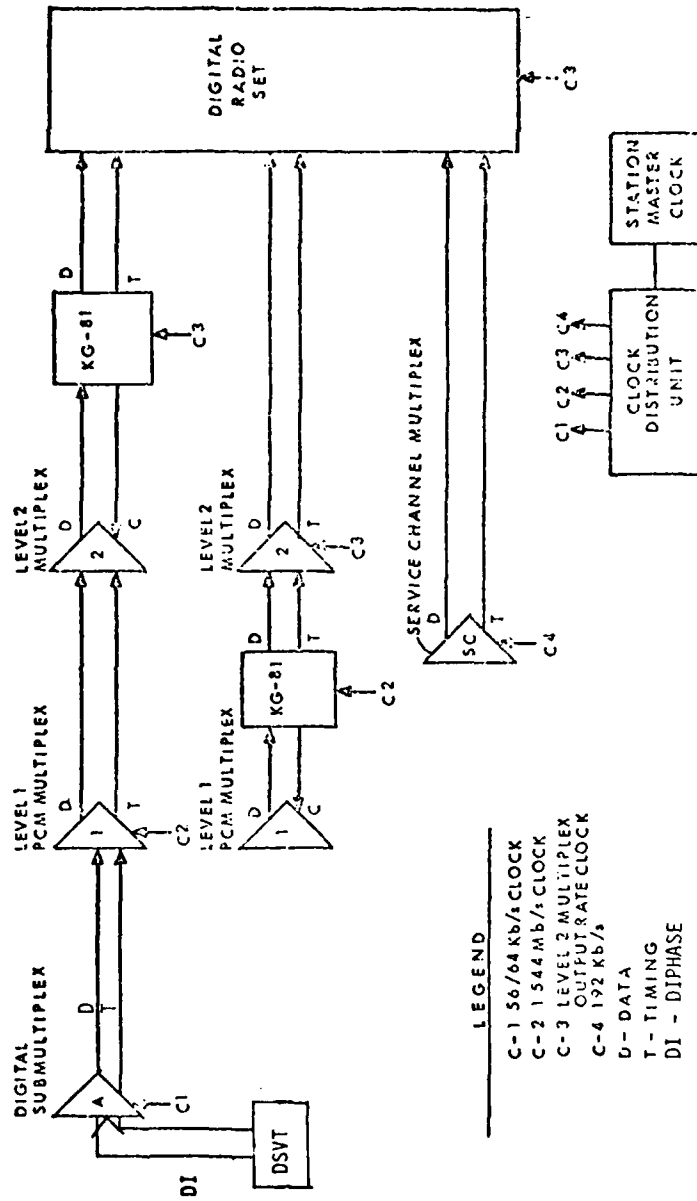 DIGITAL
SUBMULTIPLEX
A
D
T
C1
DI
DSVT
LEVEL 1
PCM MULTIPLEX
1
D
T
C2
LEVEL 2
MULTIPLEX
2
D
C
KG-81
D
T
C3
LEVEL 1
PCM MULTIPLEX
1
D
C
KG-81
D
T
C2
LEVEL 2
MULTIPLEX
2
D
T
C3
SERVICE CHANNEL MULTIPLEX
SC
D
T
C4
DIGITAL
RADIO
SET
C3
C1 C2 C3 C4
CLOCK
DISTRIBUTION
UNIT
STATION
MASTER
CLOCK
LEGEND
C-1 56/64 Kb/s CLOCK
C-2 1 544 Mb/s CLOCK
C-3 LEVEL 2 MULTIPLEX
OUTPUT RATE CLOCK
C-4 192 Kb/s
D - DATA
T - TIMING
DI - DIPHASE